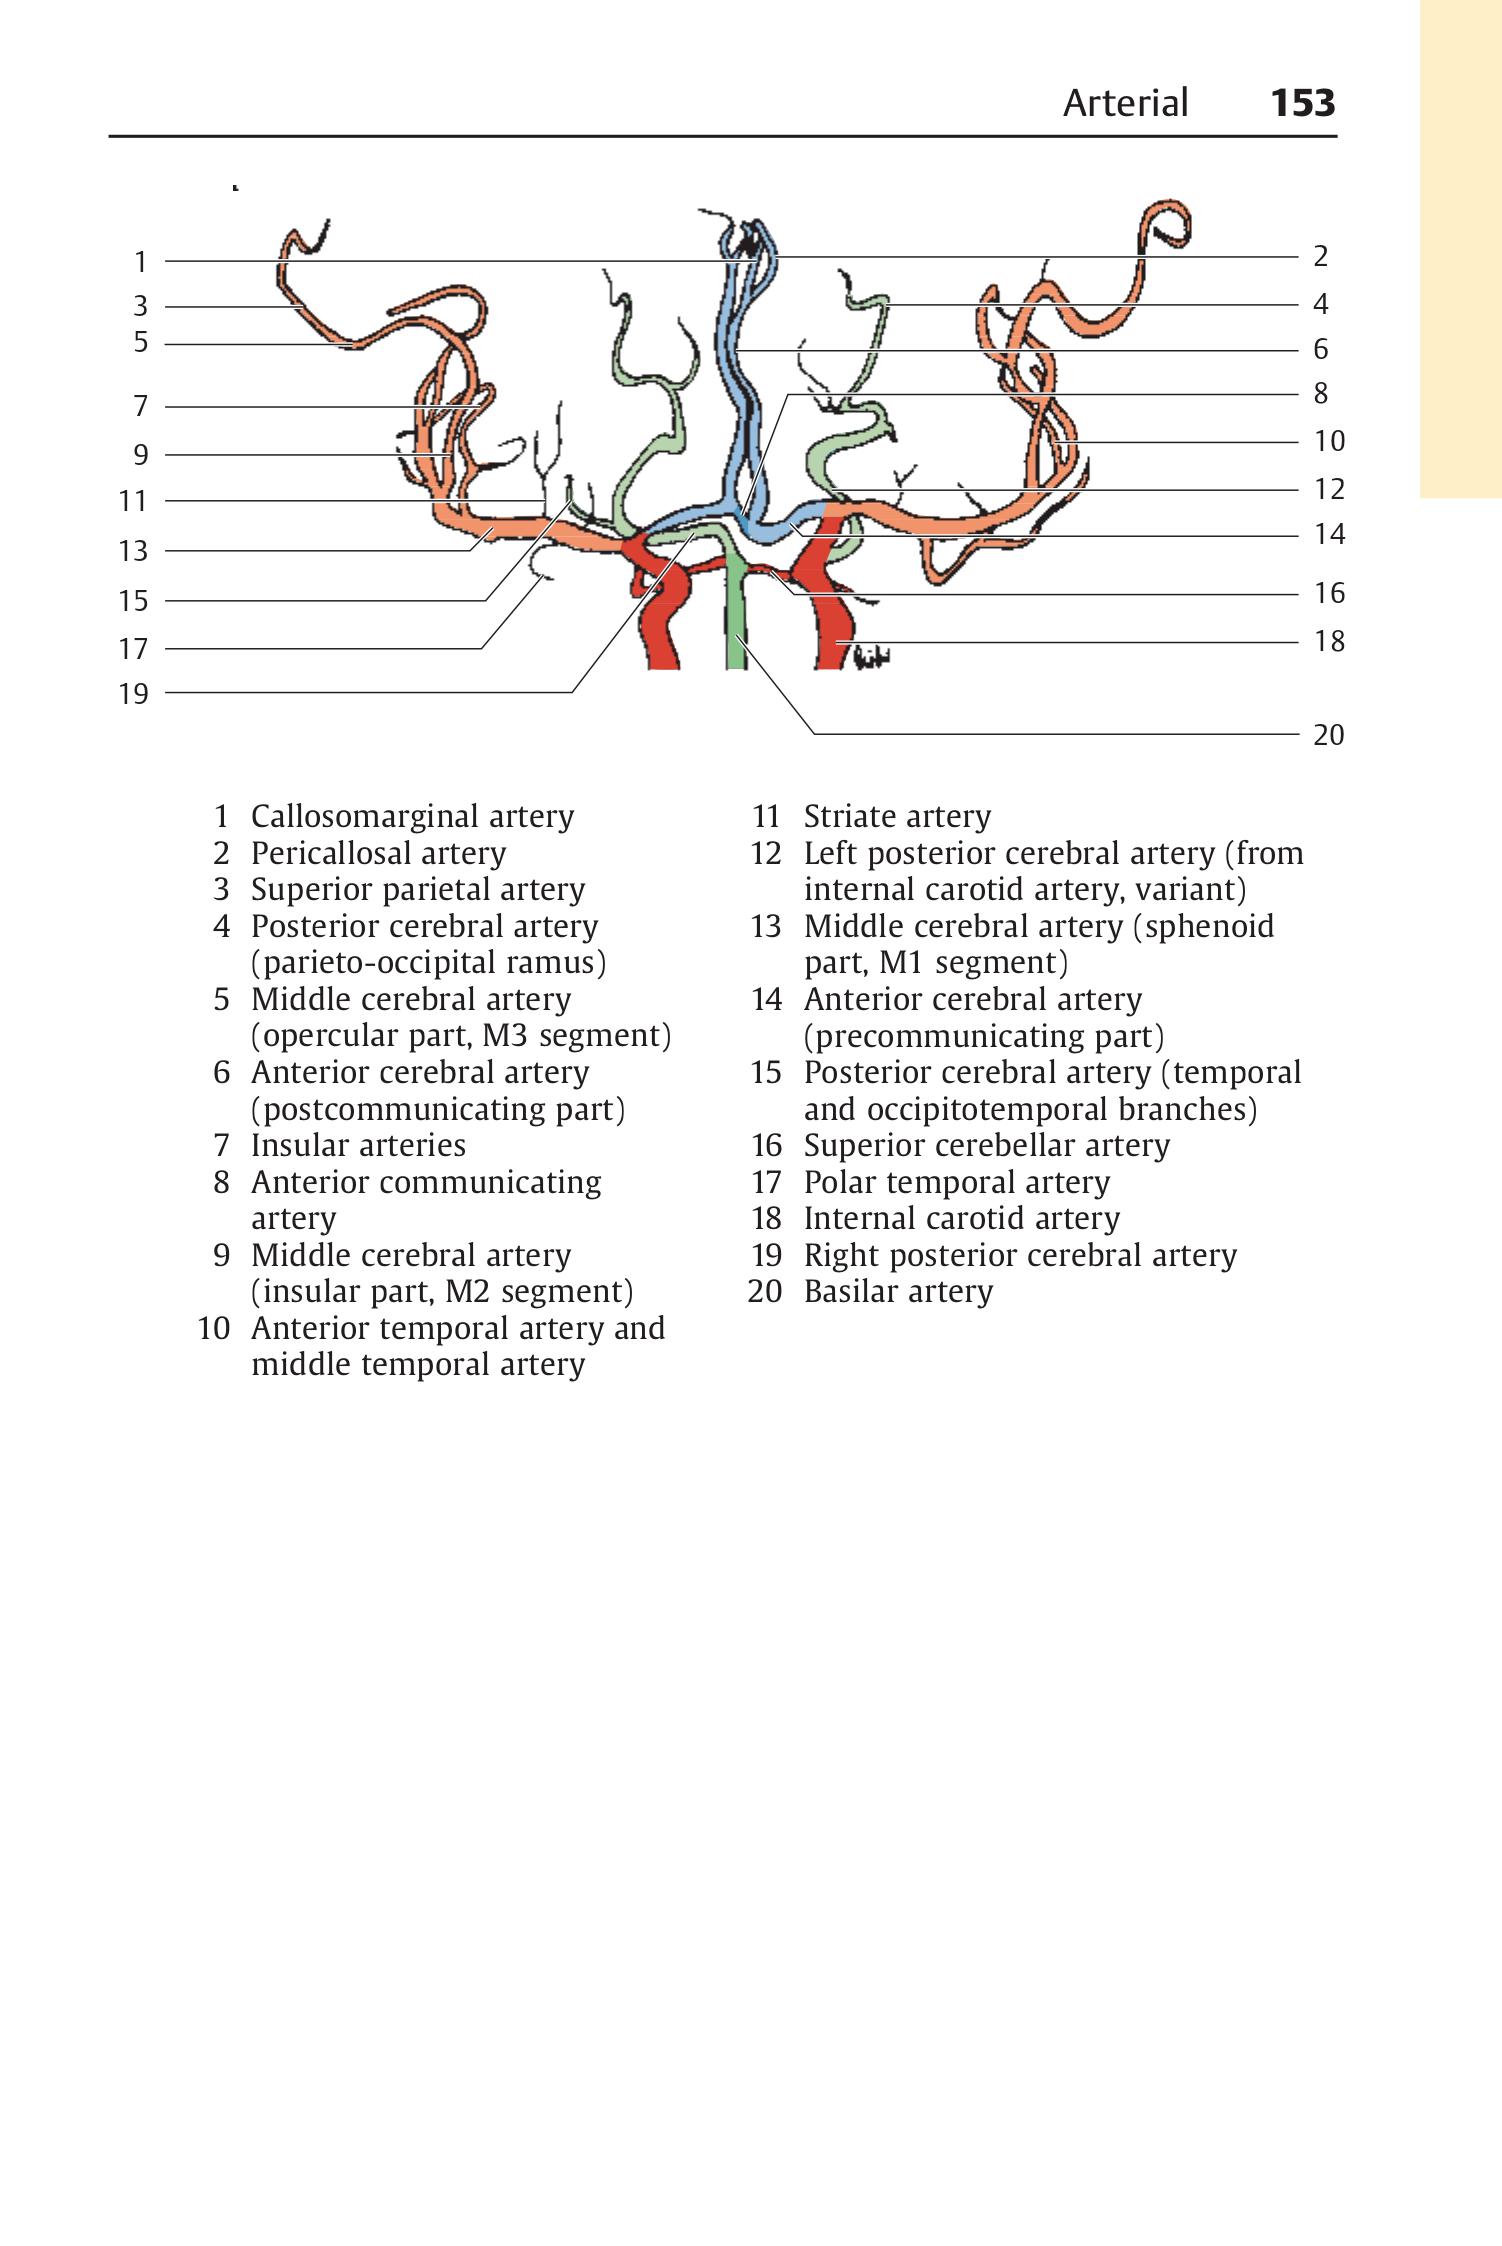 Arterial 153
1
2
3
4
5
6
7
8
9
10
11
12
13
14
15
16
17
18
19
20
1 Callosomarginal artery
2 Pericallosal artery
3 Superior parietal artery
4 Posterior cerebral artery
(parieto-occipital ramus)
5 Middle cerebral artery
(opercular part, M3 segment)
6 Anterior cerebral artery
(postcommunicating part)
7 Insular arteries
8 Anterior communicating
artery
9 Middle cerebral artery
(insular part, M2 segment)
10 Anterior temporal artery and
middle temporal artery
11 Striate artery
12 Left posterior cerebral artery (from
internal carotid artery, variant)
13 Middle cerebral artery (sphenoid
part, M1 segment)
14 Anterior cerebral artery
(precommunicating part)
15 Posterior cerebral artery (temporal
and occipitotemporal branches)
16 Superior cerebellar artery
17 Polar temporal artery
18 Internal carotid artery
19 Right posterior cerebral artery
20 Basilar artery